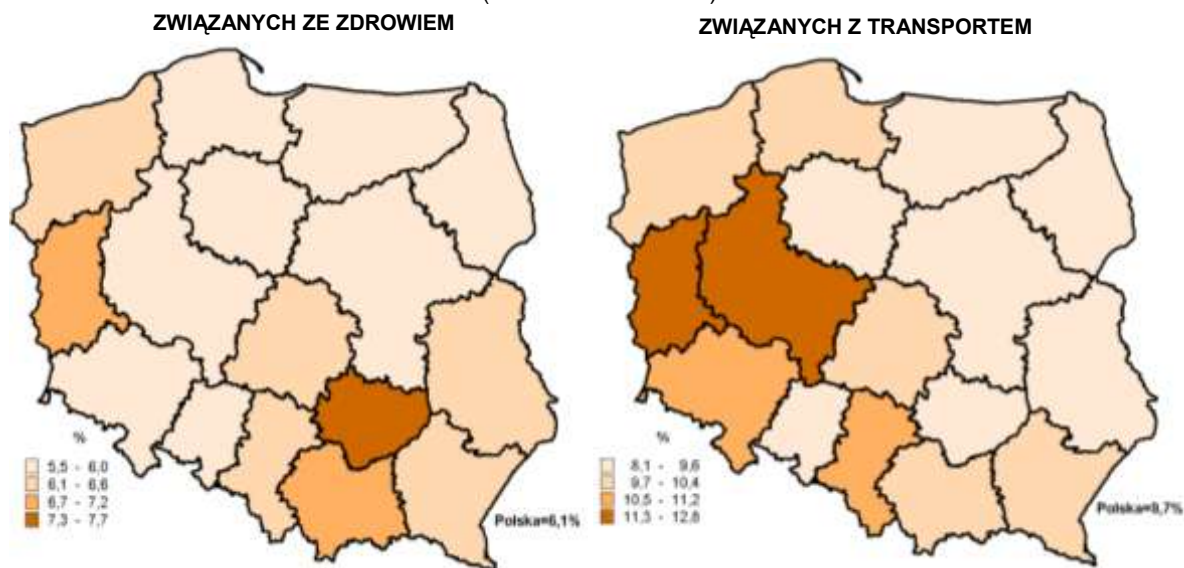 ZWIĄZANYCH ZE ZDROWIEM
ZWIĄZANYCH Z TRANSPORTEM
%
5,5 - 6,0
6,1 - 6,6
6,7 - 7,2
7,3 - 7,7
Polska=6,1%
%
8,1 - 9,6
9,7 - 10,4
10,5 - 11,2
11,3 - 12,8
Polska=9,7%